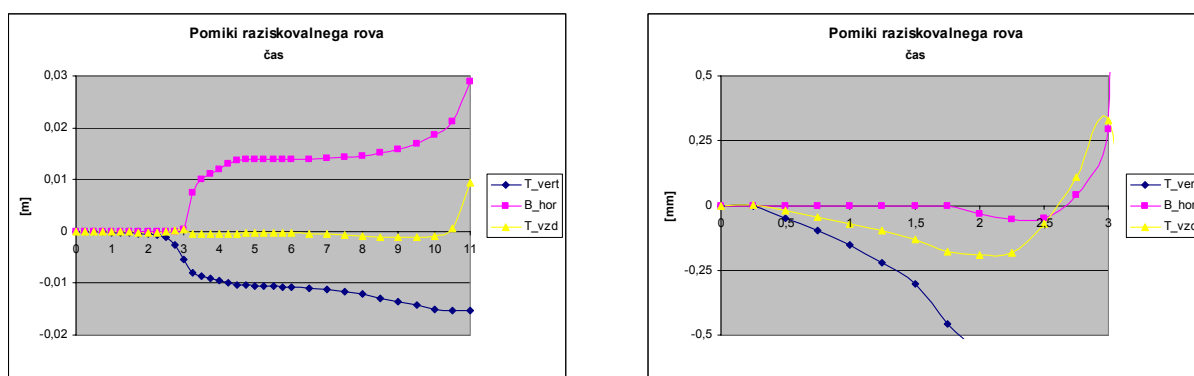 Pomiki raziskovalnega rova
čas
0,03
0,02
0,01
0
-0,01
-0,02
[m]
0 1 2 3 4 5 6 7 8 9 10 11
T_vert
B_hor
T_vzd
Pomiki raziskovalnega rova
čas
0,5
0,25
0
-0,25
-0,5
[mm]
0 0,5 1 1,5 2 2,5 3
T_ver
B_hor
T_vzd